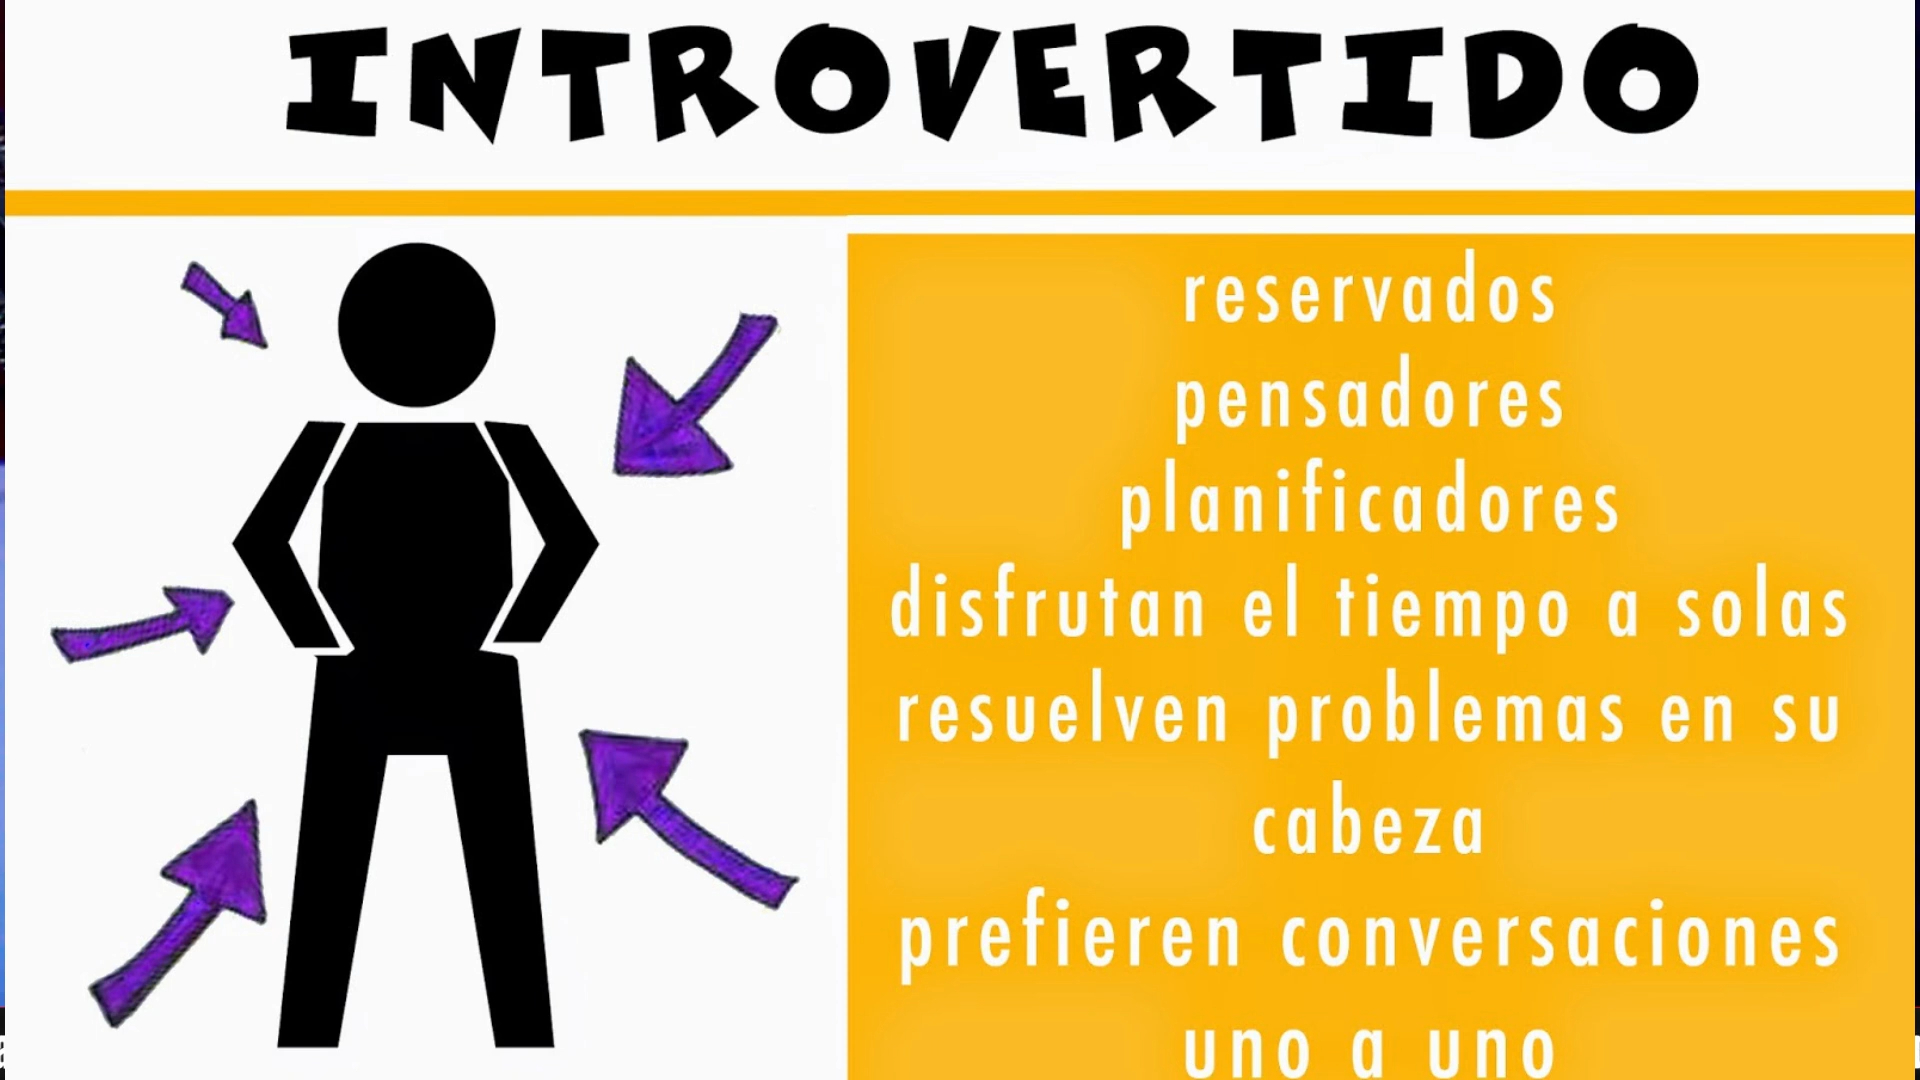 INTROVERTIDO
reservados
pensadores
planificadores
disfrutan el tiempo a solas
resuelven problemas en su
cabeza
prefieren conversaciones
uno a uno